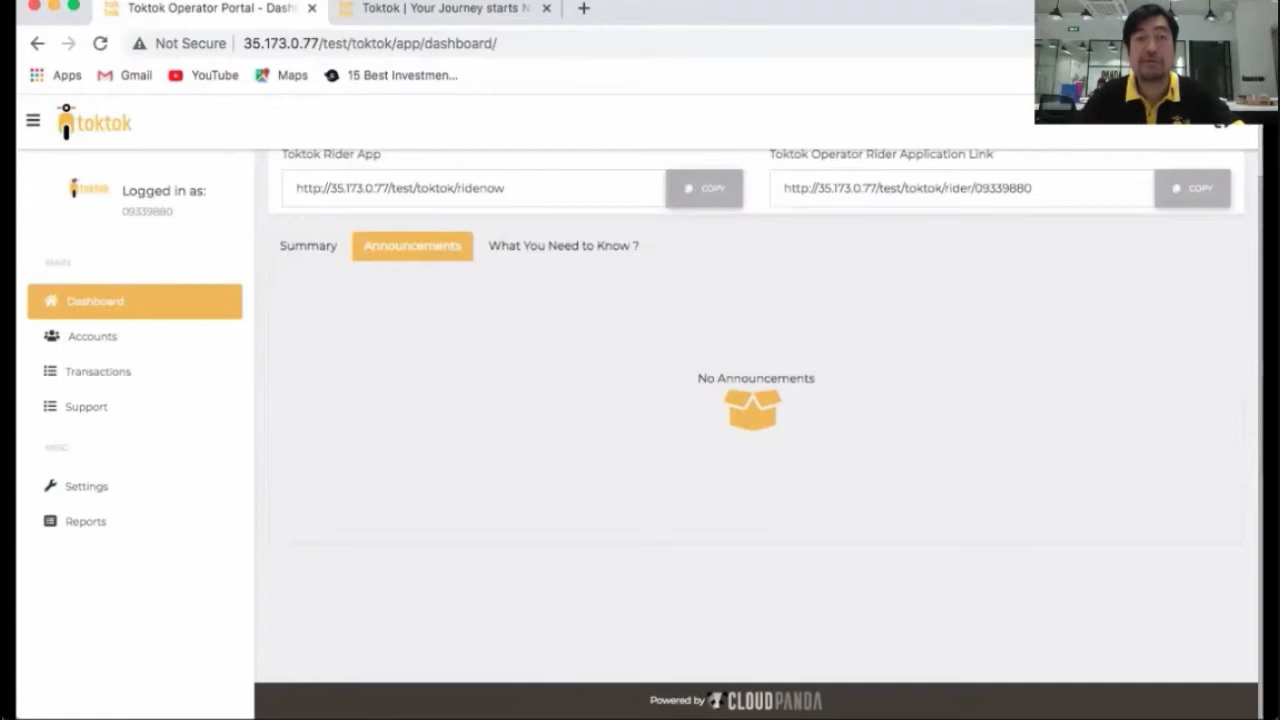 Toktok Operator Portal - Dash
Toktok | Your Journey starts N
Not Secure | 35.173.0.77/test/toktok/app/dashboard/
Apps
Gmail
YouTube
Maps
15 Best Investmen...
toktok
Toktok Rider App
Toktok Operator Rider Application Link
toktok
Logged in as:
09339880
http://35.173.0.77/test/toktok/ridenow
COPY
http://35.173.0.77/test/toktok/rider/09339880
COPY
Summary
Announcements
What You Need to Know ?
MAIN
Dashboard
Accounts
Transactions
Support
MISC
Settings
Reports
No Announcements
Powered by CLOUDPANDA